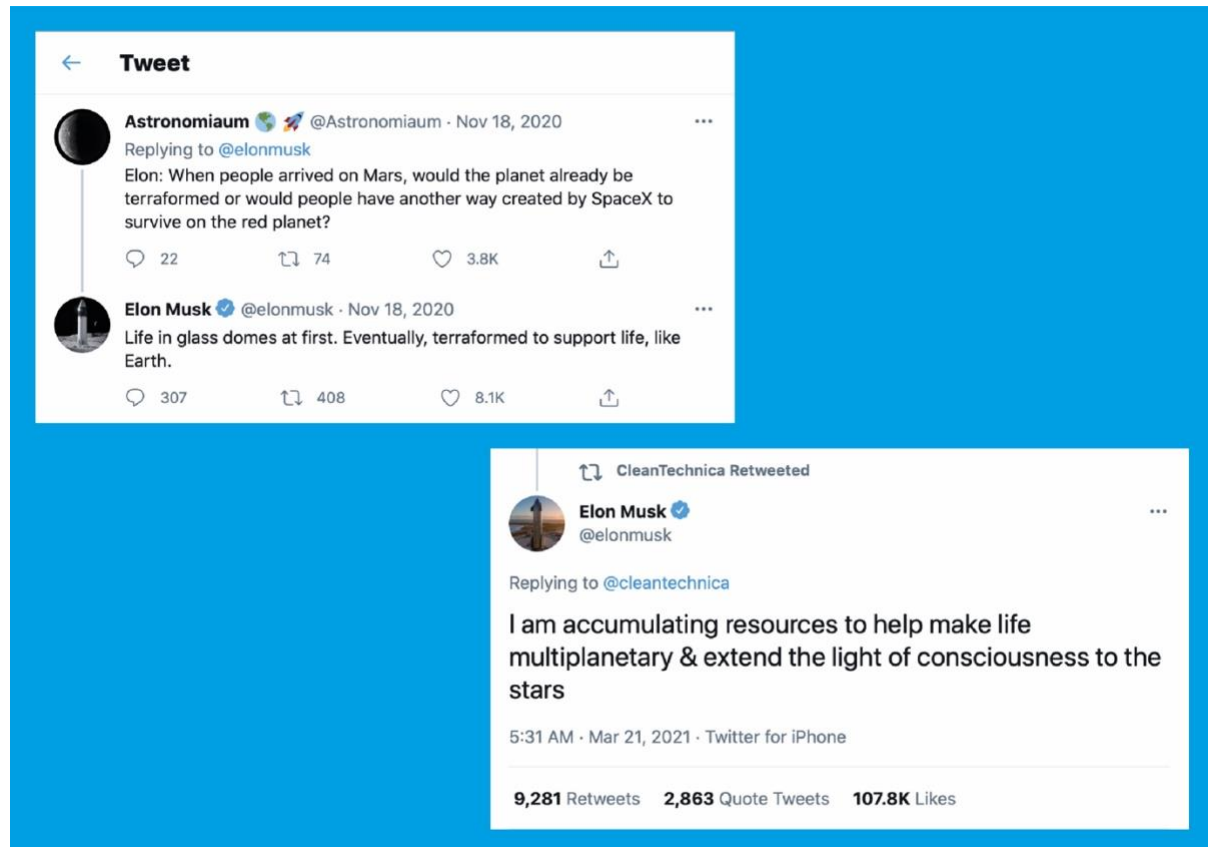 Tweet
Astronomiaum 🌎 🚀 @Astronomiaum · Nov 18, 2020
Replying to @elonmusk
Elon: When people arrived on Mars, would the planet already be
terraformed or would people have another way created by SpaceX to
survive on the red planet?
22 74 3.8K
Elon Musk @elonmusk · Nov 18, 2020
Life in glass domes at first. Eventually, terraformed to support life, like
Earth.
307 408 8.1K
CleanTechnica Retweeted
Elon Musk
@elonmusk
Replying to @cleantechnica
I am accumulating resources to help make life
multiplanetary & extend the light of consciousness to the
stars
5:31 AM · Mar 21, 2021 · Twitter for iPhone
9,281 Retweets 2,863 Quote Tweets 107.8K Likes